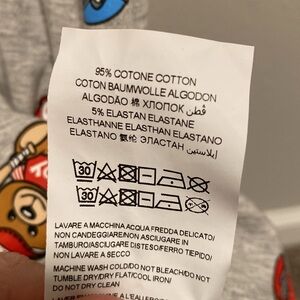 95% COTONE COTTON
COTON BAUMWOLLE ALGODON
ALGODÃO 棉 ХЛОПОК قطن
5% ELASTAN ELASTANE
ELASTHANNE ELASTHAN ELASTANO
ELASTANO 氨纶 ЭЛАСТАН إيلاستين
30
30
LAVARE A MACCHINA ACQUA FREDDA DELICATO/
NON CANDEGGIARE/NON ASCIUGARE IN
TAMBURO/ASCIUGARE DISTESO/FERRO TIEPIDO/
NON LAVARE A SECCO
MACHINE WASH COLD/DO NOT BLEACH/DO NOT
TUMBLE DRY/DRY FLAT/COOL IRON/
DO NOT DRY CLEAN